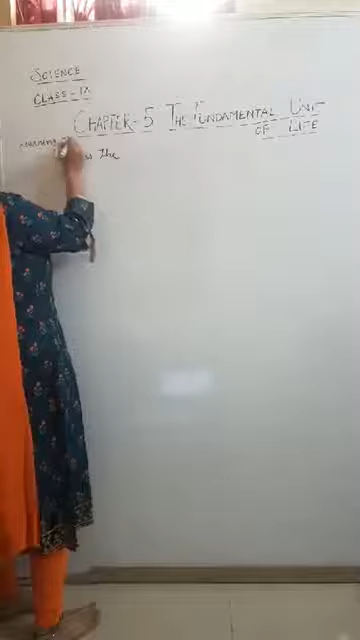 SCIENCE
CLASS - IX
CHAPTER - 5 THE FUNDAMENTAL UNIT
OF LIFE
the